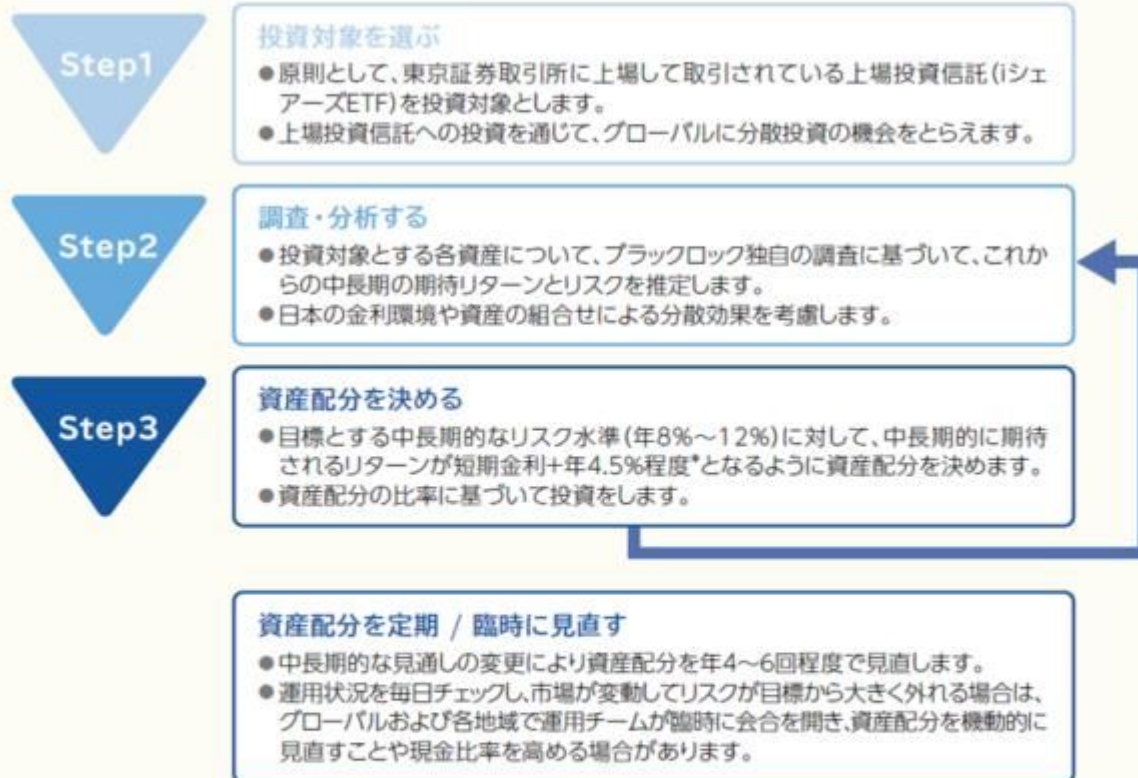 Step1
投資対象を選ぶ
●原則として、東京証券取引所に上場して取引されている上場投資信託(iシェ
アーズETF)を投資対象とします。
●上場投資信託への投資を通じて、グローバルに分散投資の機会をとらえます。
Step2
調査・分析する
●投資対象とする各資産について、ブラックロック独自の調査に基づいて、これか
らの中長期の期待リターンとリスクを推定します。
●日本の金利環境や資産の組合せによる分散効果を考慮します。
Step3
資産配分を決める
●目標とする中長期的なリスク水準(年8%~12%)に対して、中長期的に期待
されるリターンが短期金利+年4.5%程度*となるように資産配分を決めます。
●資産配分の比率に基づいて投資をします。
資産配分を定期 / 臨時に見直す
●中長期的な見通しの変更により資産配分を年4~6回程度で見直します。
●運用状況を毎日チェックし、市場が変動してリスクが目標から大きく外れる場合は、
グローバルおよび各地域で運用チームが臨時に会合を開き、資産配分を機動的に
見直すことや現金比率を高める場合があります。